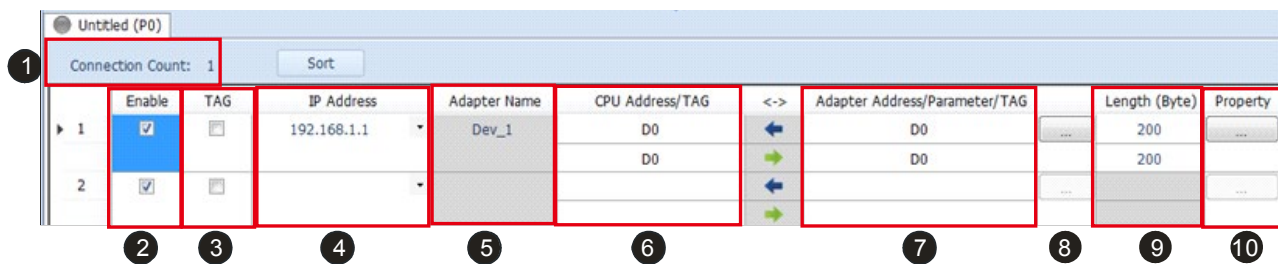 Untitled (P0)
1 Connection Count: 1 Sort
Enable TAG IP Address Adapter Name CPU Address/TAG <-> Adapter Address/Parameter/TAG Length (Byte) Property
1 192.168.1.1 Dev_1 D0 D0 ... 200 ...
D0 D0 200
2 ... ...
2 3 4 5 6 7 8 9 10